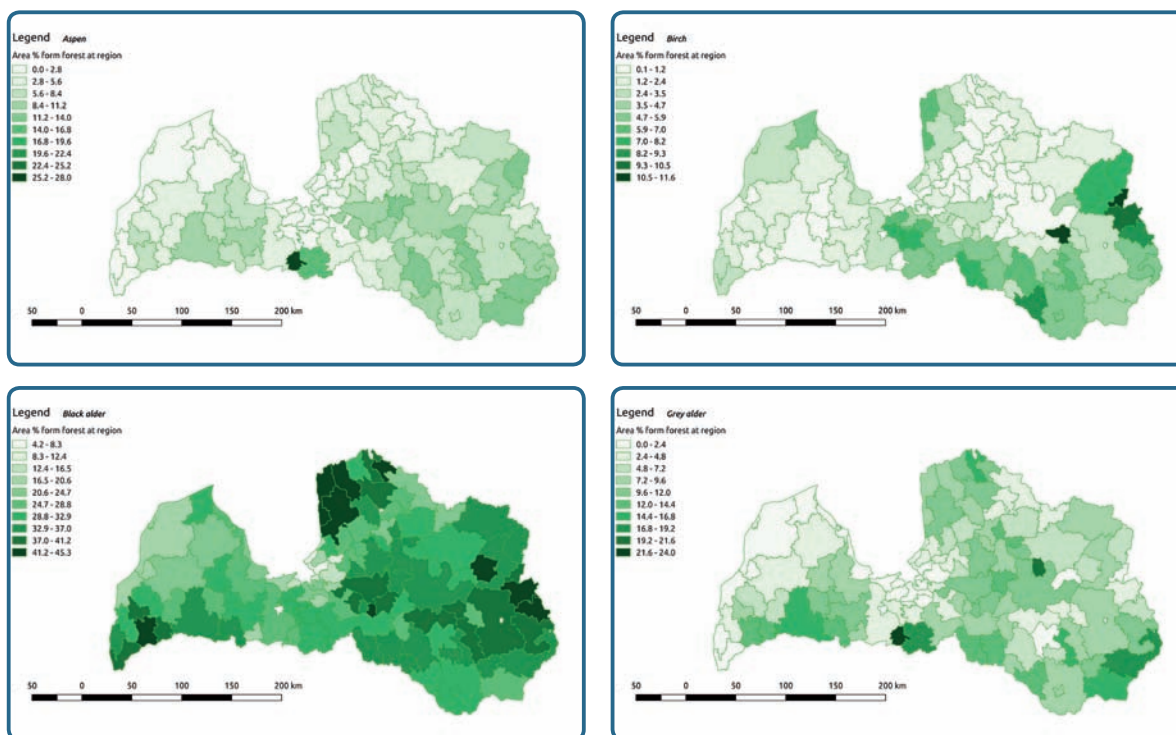 Legend Aspen
Area % form forest at region
0.0 - 2.8
2.8 - 5.6
5.6 - 8.4
8.4 - 11.2
11.2 - 14.0
14.0 - 16.8
16.8 - 19.6
19.6 - 22.4
22.4 - 25.2
25.2 - 28.0
50 0 50 100 150 200 km
Legend Birch
Area % form forest at region
0.1 - 1.2
1.2 - 2.4
2.4 - 3.5
3.5 - 4.7
4.7 - 5.9
5.9 - 7.0
7.0 - 8.2
8.2 - 9.3
9.3 - 10.5
10.5 - 11.6
50 0 50 100 150 200 km
Legend Black alder
Area % form forest at region
4.2 - 8.3
8.3 - 12.4
12.4 - 16.5
16.5 - 20.6
20.6 - 24.7
24.7 - 28.8
28.8 - 32.9
32.9 - 37.0
37.0 - 41.2
41.2 - 45.3
50 0 50 100 150 200 km
Legend Grey alder
Area % form forest at region
0.0 - 2.4
2.4 - 4.8
4.8 - 7.2
7.2 - 9.6
9.6 - 12.0
12.0 - 14.4
14.4 - 16.8
16.8 - 19.2
19.2 - 21.6
21.6 - 24.0
50 0 50 100 150 200 km